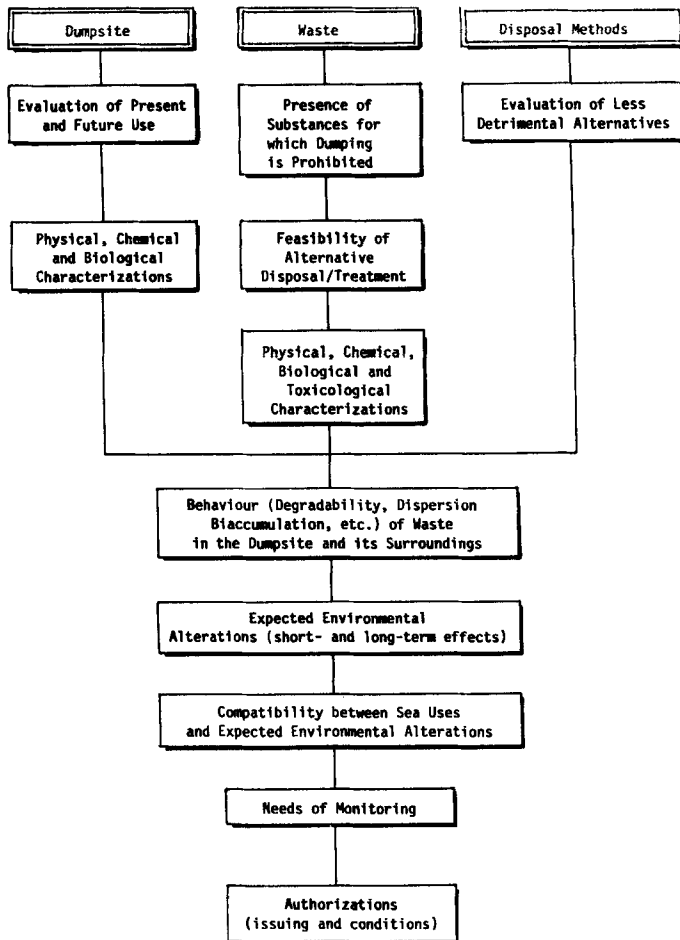 Dumpsite
Waste
Disposal Methods
Evaluation of Present
and Future Use
Presence of
Substances for
which Dumping
is Prohibited
Evaluation of Less
Detrimental Alternatives
Physical, Chemical
and Biological
Characterizations
Feasibility of
Alternative
Disposal/Treatment
Physical, Chemical,
Biological and
Toxicological
Characterizations
Behaviour (Degradability, Dispersion
Biaccumulation, etc.) of Waste
in the Dumpsite and its Surroundings
Expected Environmental
Alterations (short- and long-term effects)
Compatibility between Sea Uses
and Expected Environmental Alterations
Needs of Monitoring
Authorizations
(issuing and conditions)